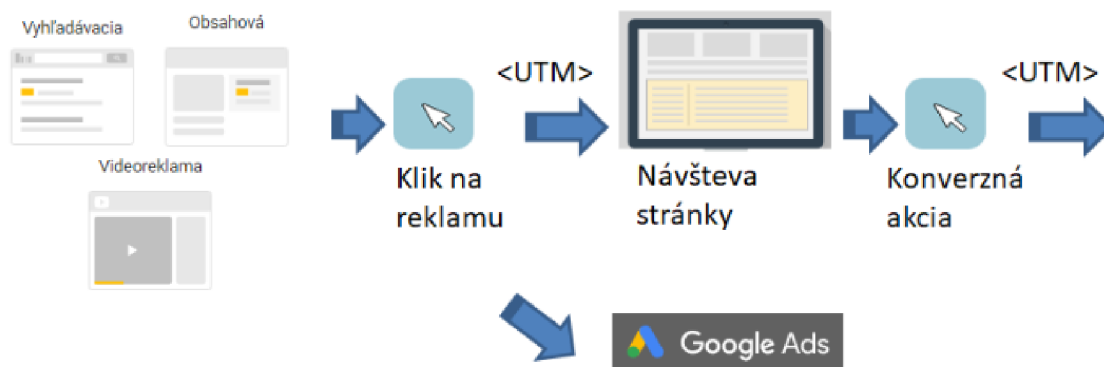 Vyhľadávacia
Obsahová
Videoreklama
Klik na
reklamu
<UTM>
Návšteva
stránky
Konverzná
akcia
<UTM>
Google Ads